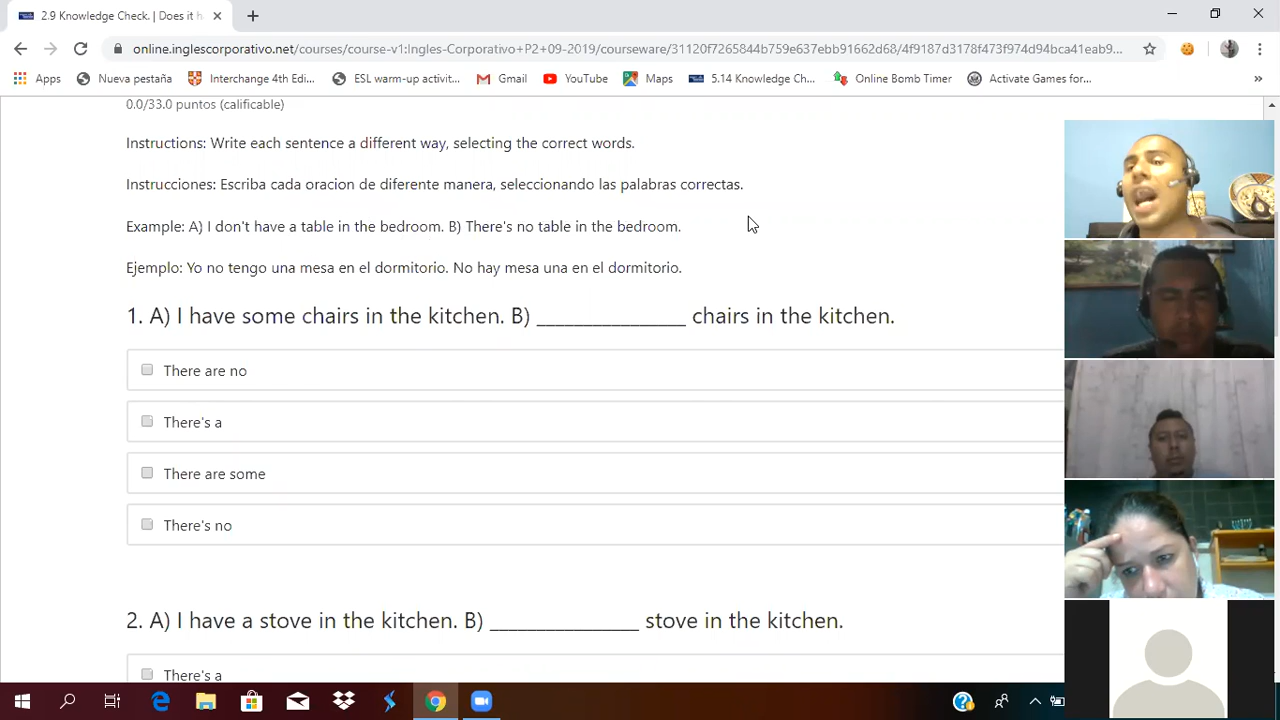 2.9 Knowledge Check. | Does it h
online.inglescorporativo.net/courses/course-v1:Ingles-Corporativo+P2+09-2019/courseware/31120f7265844b759e637ebb91662d68/4f9187d3178f473f974d94bca41eab9...
Apps Nueva pestaña Interchange 4th Edi... ESL warm-up activit... Gmail YouTube Maps 5.14 Knowledge Ch... Online Bomb Timer Activate Games for...
0.0/33.0 puntos (calificable)
Instructions: Write each sentence a different way, selecting the correct words.
Instrucciones: Escriba cada oracion de diferente manera, seleccionando las palabras correctas.
Example: A) I don't have a table in the bedroom. B) There's no table in the bedroom.
Ejemplo: Yo no tengo una mesa en el dormitorio. No hay mesa una en el dormitorio.
1. A) I have some chairs in the kitchen. B) ________________ chairs in the kitchen.
There are no
There's a
There are some
There's no
2. A) I have a stove in the kitchen. B) ________________ stove in the kitchen.
There's a